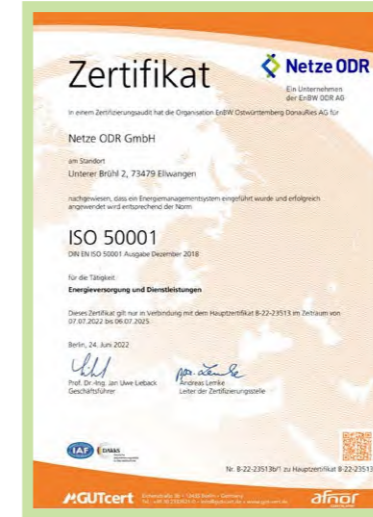 Zertifikat
Netze ODR
Ein Unternehmen
der EnBW ODR AG
In einem Zertifizierungsaudit hat die Organisation EnBW Ostwürttemberg DonauRies AG für
Netze ODR GmbH
am Standort
Unterer Brühl 2, 73479 Ellwangen
nachgewiesen, dass ein Energiemanagementsystem eingeführt wurde und erfolgreich
angewendet wird entsprechend der Norm
ISO 50001
DIN EN ISO 50001 Ausgabe Dezember 2018
für die Tätigkeit
Energieversorgung und Dienstleistungen
Dieses Zertifikat gilt nur in Verbindung mit dem Hauptzertifikat B-22-23513 im Zeitraum von
07.07.2022 bis 06.07.2025.
Berlin, 24. Juni 2022
Prof. Dr.-Ing. Jan Uwe Lieback
Geschäftsführer
Andreas Lemke
Leiter der Zertifizierungsstelle
IAF
DAkkS
Nr. B-22-23513b/1 zu Hauptzertifikat B-22-23513
GUTcert
afnor